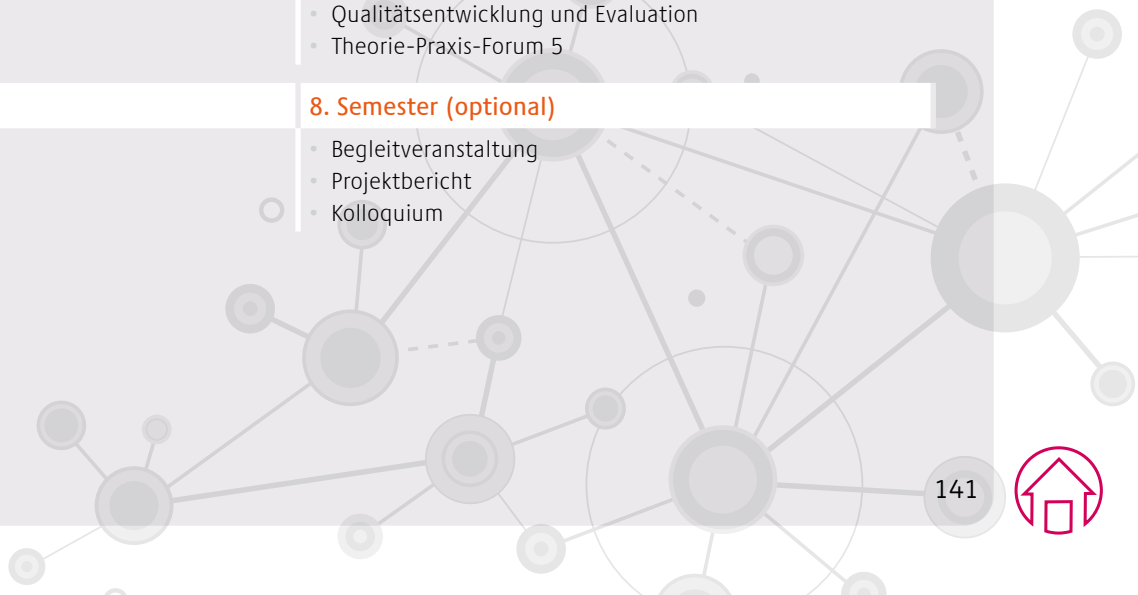 • Qualitätsentwicklung und Evaluation
• Theorie-Praxis-Forum 5
8. Semester (optional)
• Begleitveranstaltung
• Projektbericht
• Kolloquium
141